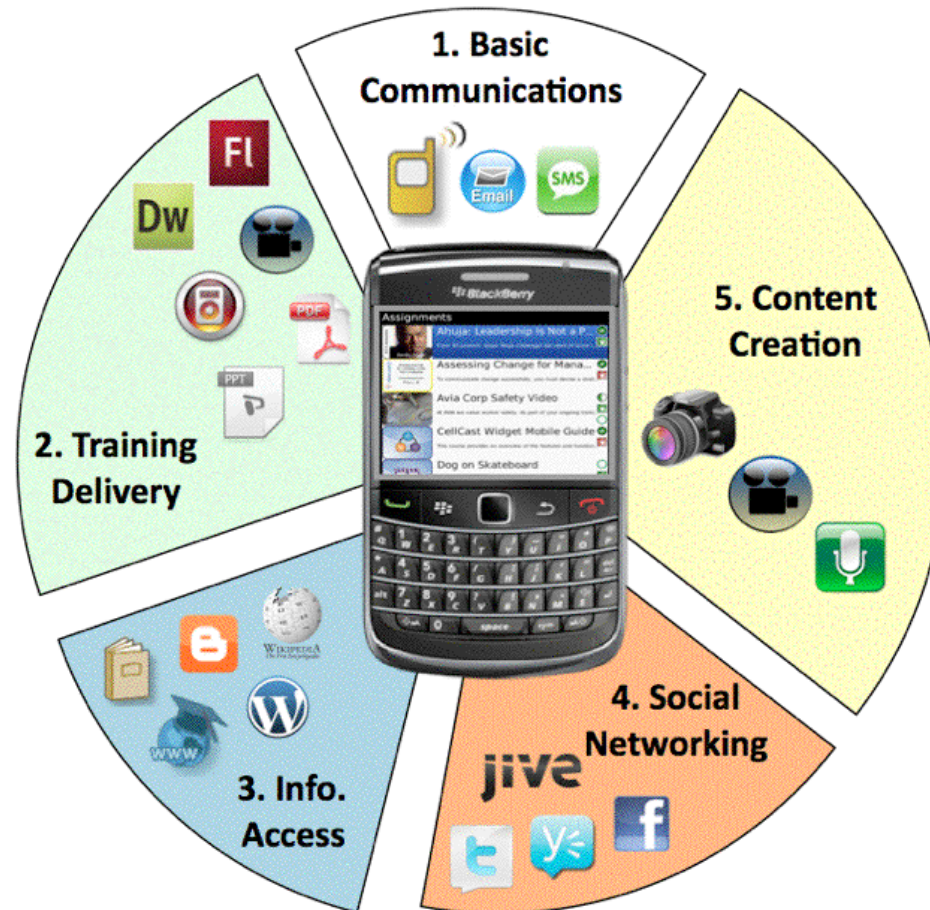 1. Basic
Communications
Email
SMS
Fl
Dw
PDF
PPT
2. Training
Delivery
BlackBerry
Assignments
Ahuja: Leadership Is Not a P...
Assessing Change for Mana...
Avia Corp Safety Video
CellCast Widget Mobile Guide
Dog on Skateboard
5. Content
Creation
WIKIPEDIA
WWW
3. Info.
Access
4. Social
Networking
jive